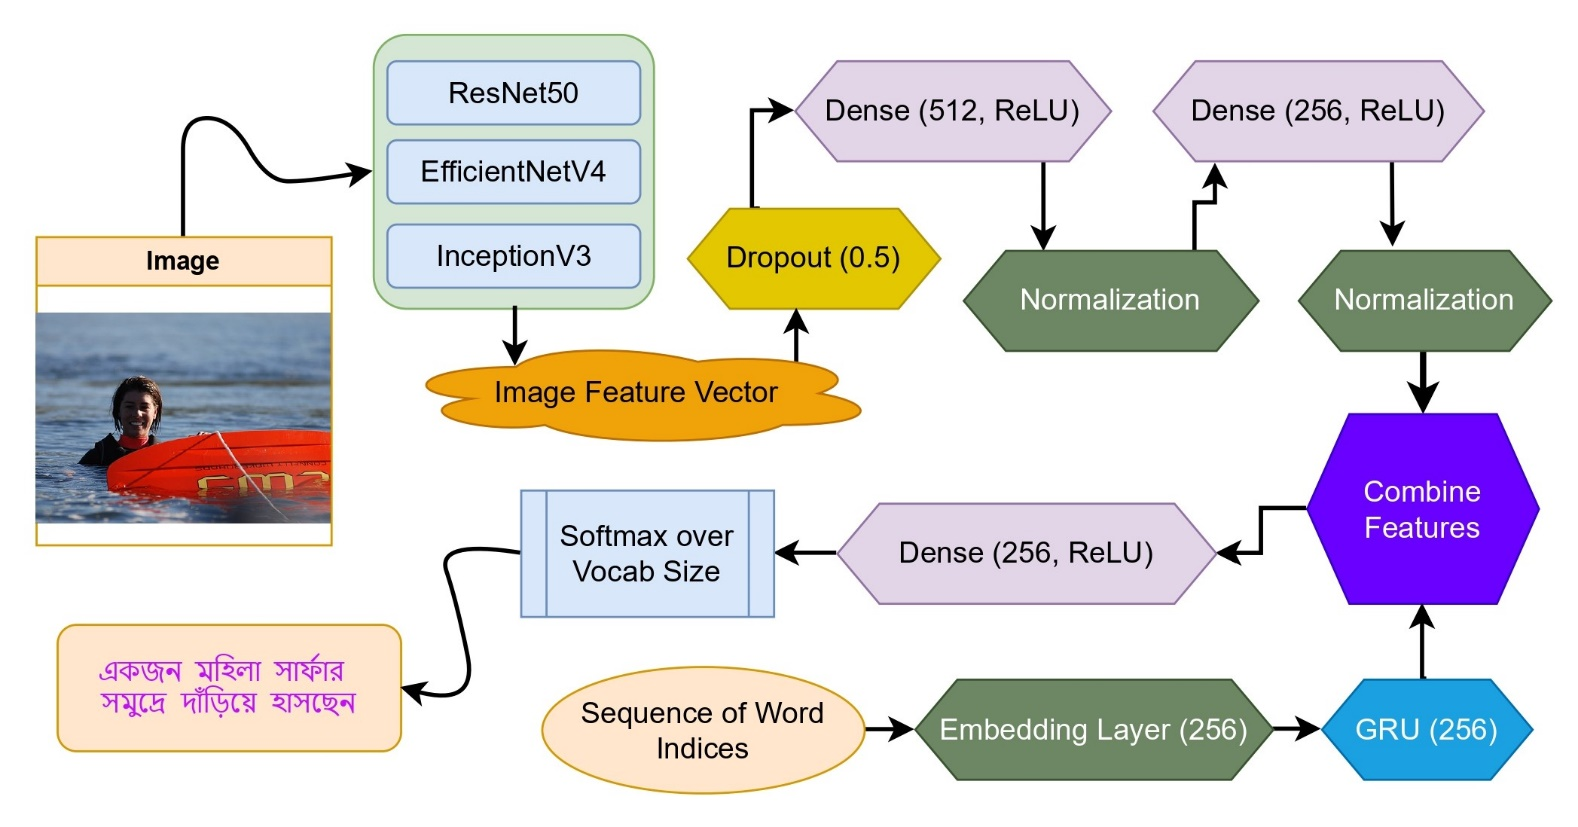 Image
ResNet50
EfficientNetV4
InceptionV3
Image Feature Vector
Dropout (0.5)
Dense (512, ReLU)
Normalization
Dense (256, ReLU)
Normalization
Combine
Features
Dense (256, ReLU)
Softmax over
Vocab Size
একজন মহিলা সার্ফার
সমুদ্রে দাঁড়িয়ে হাসছেন
Sequence of Word
Indices
Embedding Layer (256)
GRU (256)